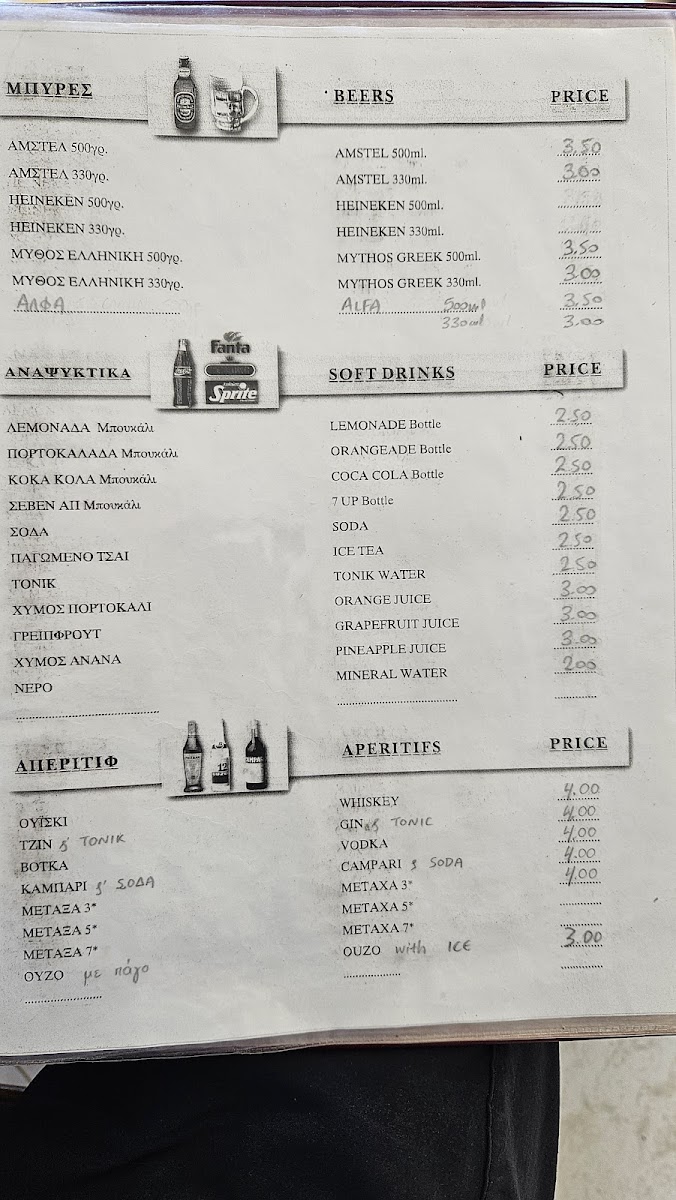 ΜΠΥΡΕΣ BEERS PRICE
ΑΜΣΤΕΛ 500γρ. AMSTEL 500ml. 3.50
ΑΜΣΤΕΛ 330γρ. AMSTEL 330ml. 3.00
HEINEKEN 500γρ. HEINEKEN 500ml.
HEINEKEN 330γρ. HEINEKEN 330ml.
ΜΥΘΟΣ ΕΛΛΗΝΙΚΗ 500γρ. MYTHOS GREEK 500ml. 3.50
ΜΥΘΟΣ ΕΛΛΗΝΙΚΗ 330γρ. MYTHOS GREEK 330ml. 3.00
ΑΛΦΑ ALFA 500ml 3.50
330ml 3.00
Fanta
Sprite
ΑΝΑΨΥΚΤΙΚΑ SOFT DRINKS PRICE
ΛΕΜΟΝΑΔΑ Μπουκάλι LEMONADE Bottle 2.50
ΠΟΡΤΟΚΑΛΑΔΑ Μπουκάλι ORANGEADE Bottle 2.50
ΚΟΚΑ ΚΟΛΑ Μπουκάλι COCA COLA Bottle 2.50
ΣΕΒΕΝ ΑΠ Μπουκάλι 7 UP Bottle 2.50
ΣΟΔΑ SODA 2.50
ΠΑΓΩΜΕΝΟ ΤΣΑΙ ICE TEA 2.50
ΤΟΝΙΚ TONIK WATER 2.50
ΧΥΜΟΣ ΠΟΡΤΟΚΑΛΙ ORANGE JUICE 3.00
ΓΡΕΙΠΦΡΟΥΤ GRAPEFRUIT JUICE 3.00
ΧΥΜΟΣ ΑΝΑΝΑ PINEAPPLE JUICE 3.00
ΝΕΡΟ MINERAL WATER 2.00
12
ΑΠΕΡΙΤΙΦ APERITIFS PRICE
ΟΥΙΣΚΙ WHISKEY 4.00
ΤΖΙΝ ξ' ΤΟΝΙΚ GIN ξ TONIC 4.00
ΒΟΤΚΑ VODKA 4.00
ΚΑΜΠΑΡΙ ξ' ΣΟΔΑ CAMPARI ξ SODA 4.00
ΜΕΤΑΞΑ 3* METAXA 3* 4.00
ΜΕΤΑΞΑ 5* METAXA 5*
ΜΕΤΑΞΑ 7* METAXA 7*
ΟΥΖΟ με πάγο OUZO with ICE 3.00